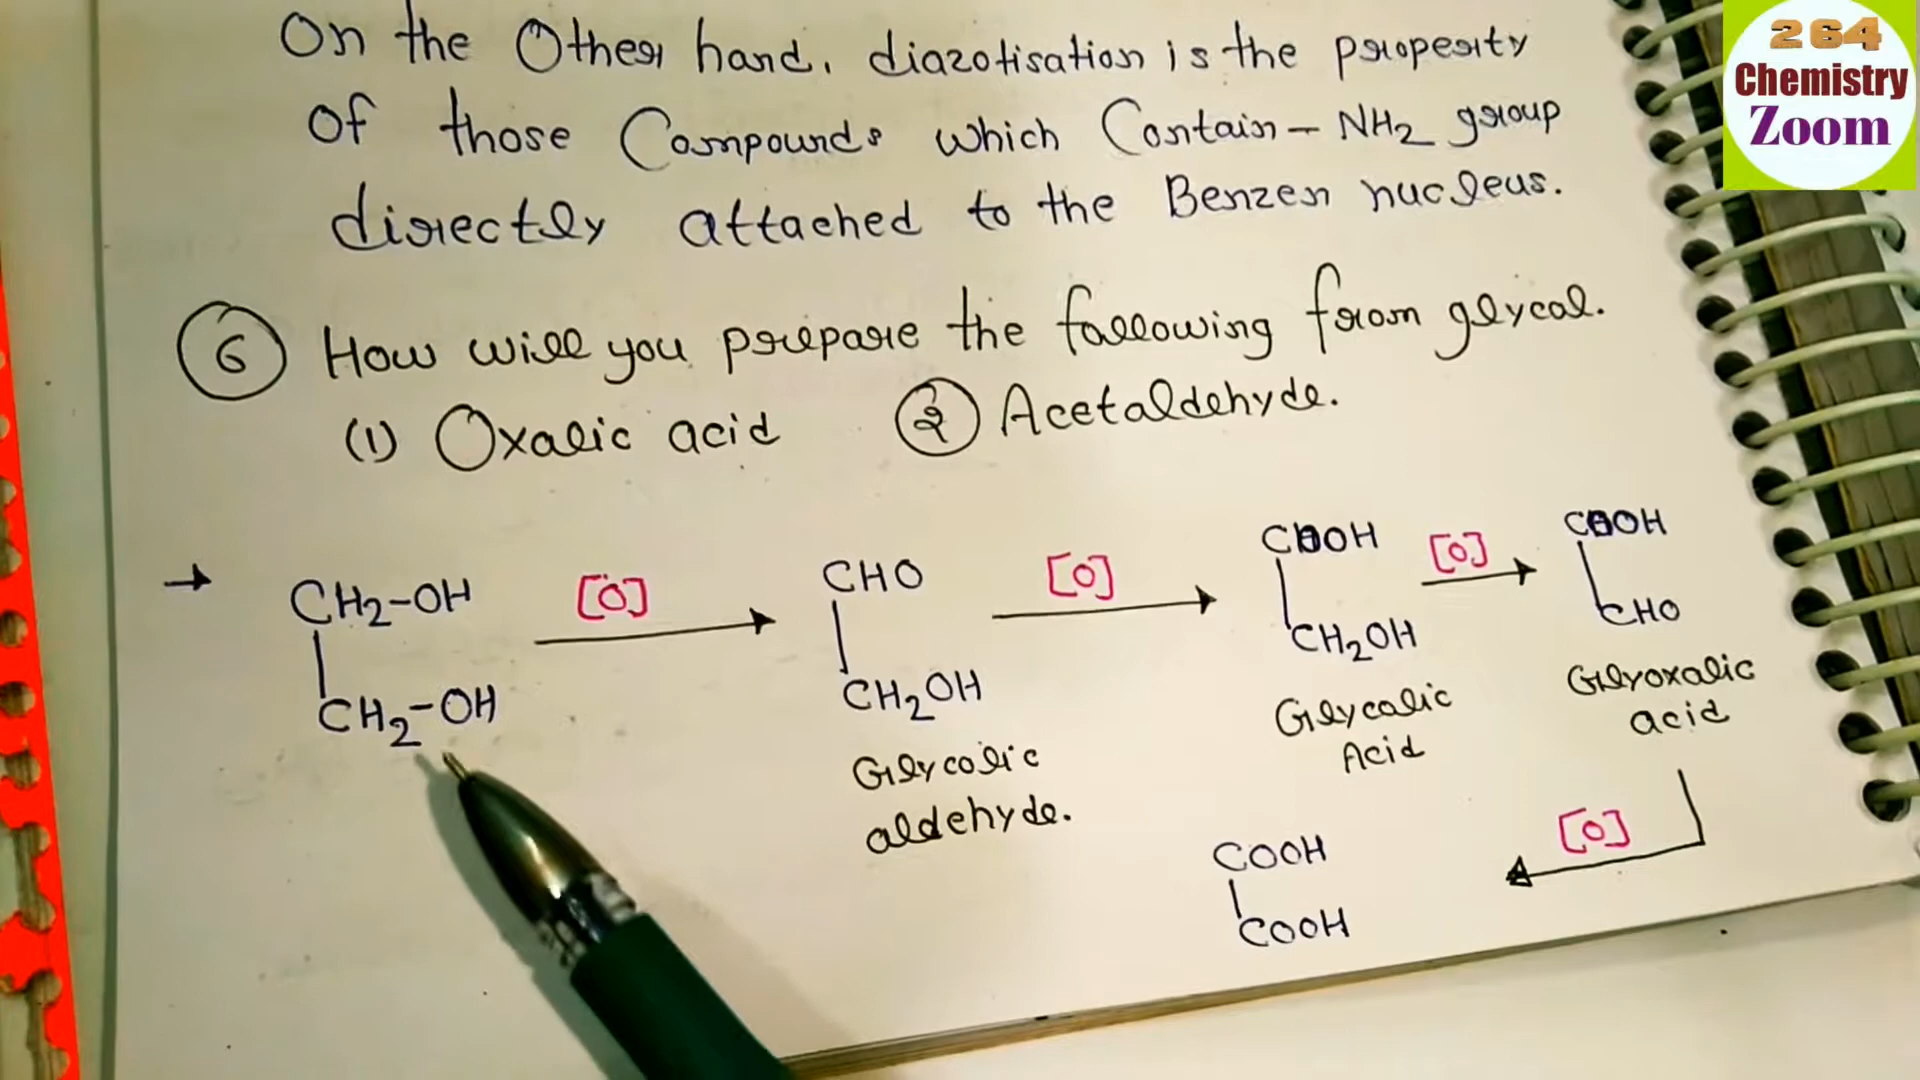 On the Other hand, diazotisation is the property
Of those Compounds which Contain - NH2 group
directly attached to the Benzen nucleus.
264
Chemistry
Zoom
6 How will you prepare the fallowing from glycol.
(1) Oxalic acid 2 Acetaldehyde.
→ CH2-OH [O] CHO [O] COOH [O] COOH
CH2-OH CH2OH CH2OH CHO
Glycolic aldehyde.
Glycalic Acid
Glyoxalic acid
[O]
COOH
COOH